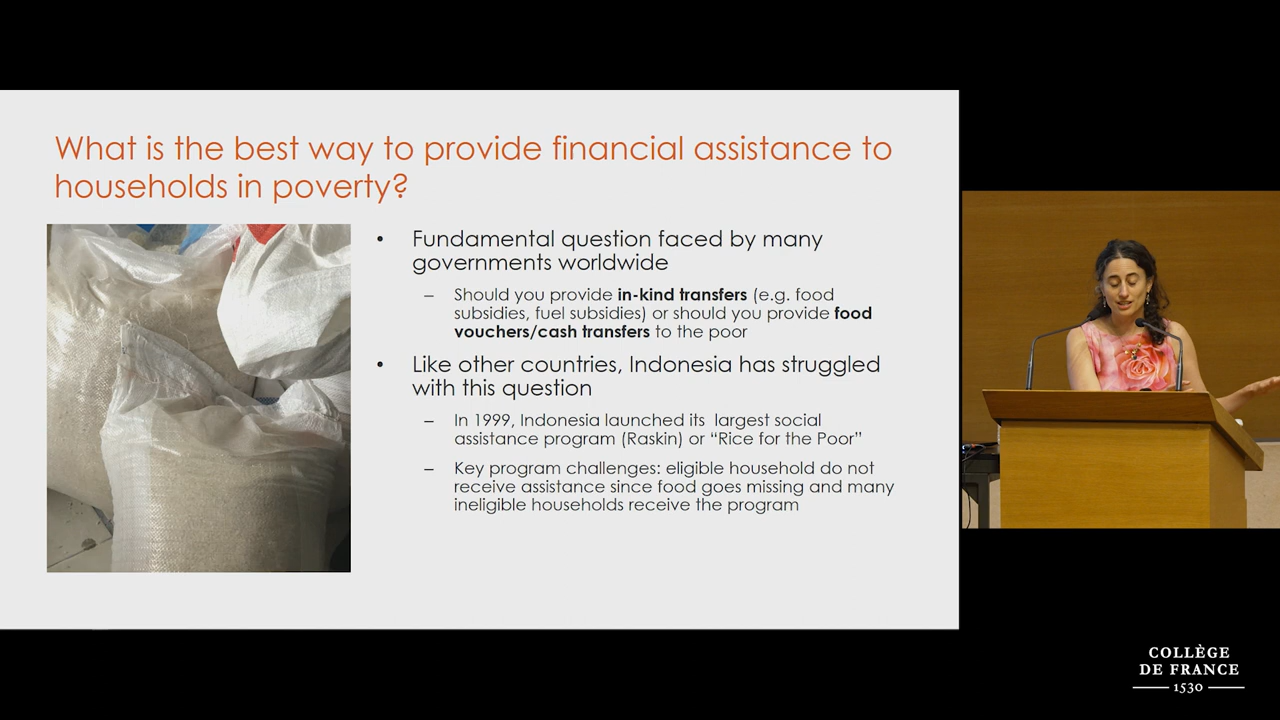 What is the best way to provide financial assistance to
households in poverty?
• Fundamental question faced by many
governments worldwide
– Should you provide in-kind transfers (e.g. food
subsidies, fuel subsidies) or should you provide food
vouchers/cash transfers to the poor
• Like other countries, Indonesia has struggled
with this question
– In 1999, Indonesia launched its largest social
assistance program (Raskin) or “Rice for the Poor”
– Key program challenges: eligible household do not
receive assistance since food goes missing and many
ineligible households receive the program
COLLÈGE
DE FRANCE
1530